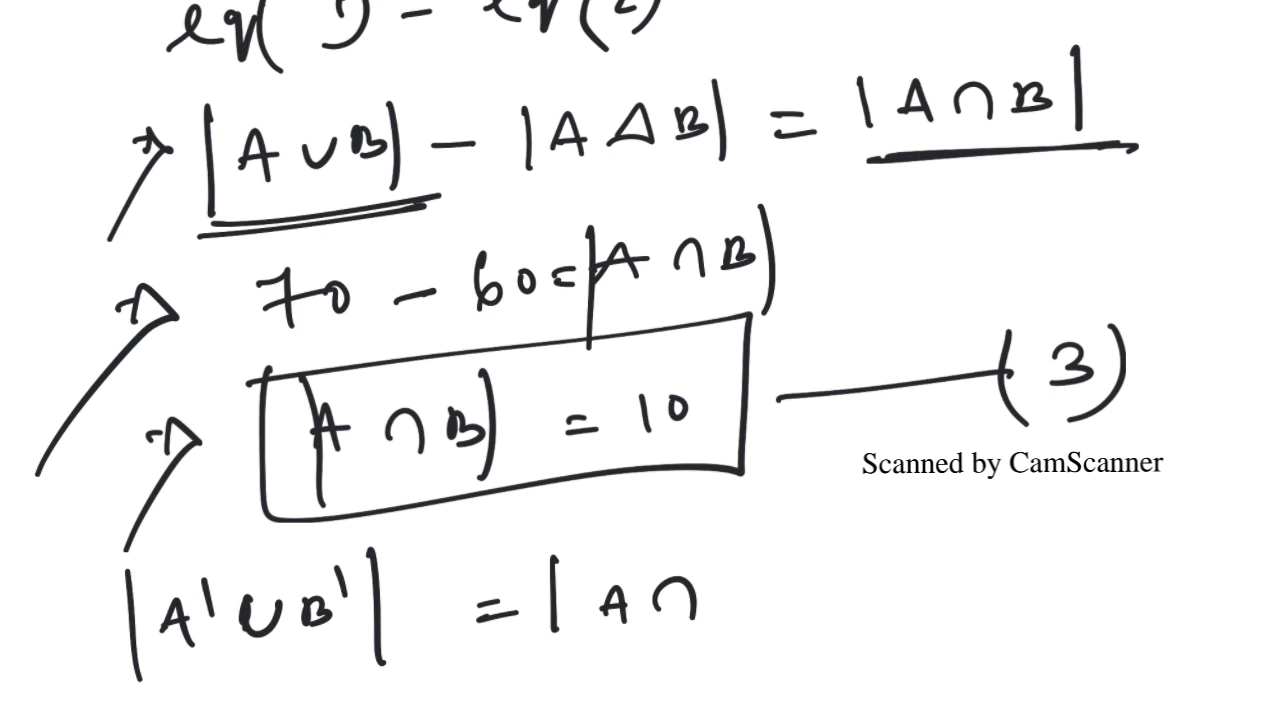 eq(1) - eq(2)
|A ∪ B| - |A Δ B| = |A ∩ B|
70 - 60 = |A ∩ B|
|A ∩ B| = 10 (3)
Scanned by CamScanner
|A' ∪ B'| = |A ∩